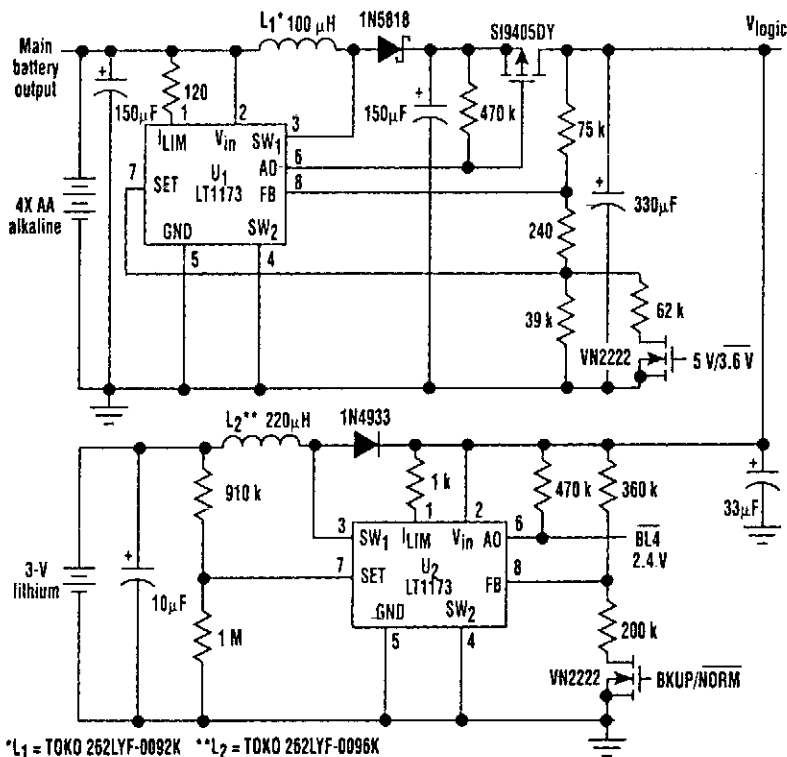 L₁* 100 μH
1N5818
SI9405DY
Vlogic
Main
battery
output
+
150μF
120
1
2
ILIM
Vin
SW₁
3
+
150μF
470 k
75 k
AO
6
7
SET
U₁
LT1173
FB
8
+
330μF
4X AA
alkaline
GND
SW₂
5
4
240
39 k
62 k
VN2222
5 V/3.6 V
L₂** 220μH
1N4933
910 k
1 k
470 k
360 k
+
33μF
1
2
3
SW₁
ILIM
Vin
AO
6
BL4
2.4.V
3-V
lithium
+
10μF
7
SET
U₂
LT1173
FB
8
GND
SW₂
5
4
1 M
200 k
VN2222
BKUP/NORM
*L₁ = TOKO 262LYF-0092K **L₂ = TOKO 262LYF-0096K